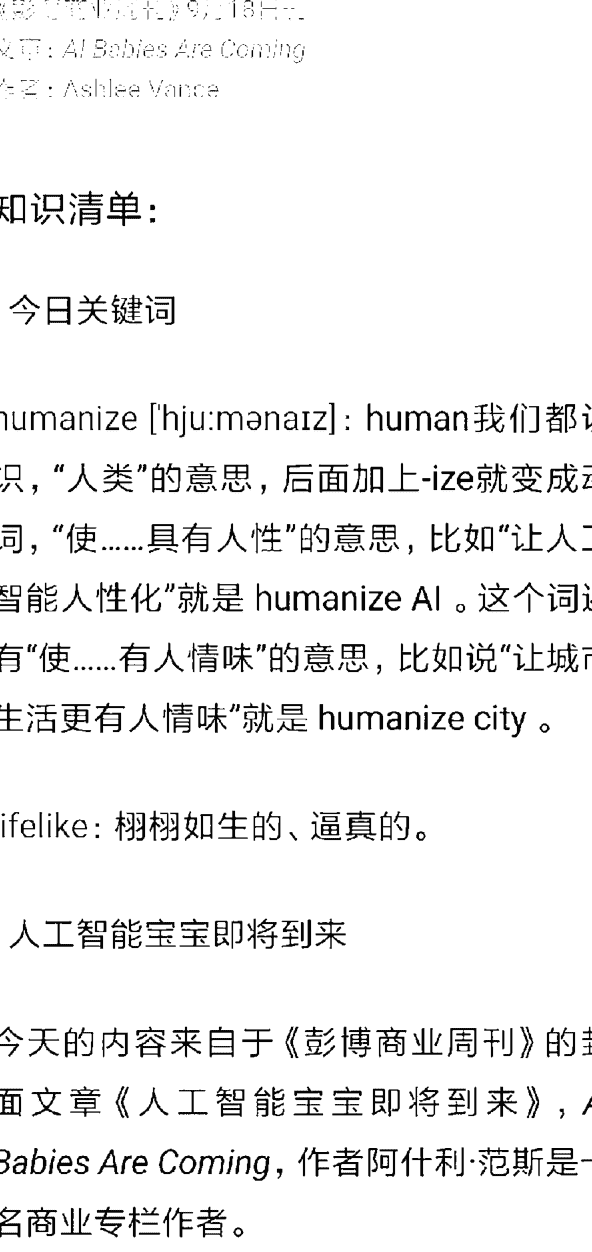 9月18日
文章：AI Babies Are Coming
作者：Ashlee Vance
知识清单：
今日关键词
humanize ['hju:mənaɪz]：human我们都
识，“人类”的意思，后面加上-ize就变成
词，“使……具有人性”的意思，比如“让人工
智能人性化”就是 humanize AI 。这个词
有“使……有人情味”的意思，比如说“让城市
生活更有人情味”就是 humanize city 。
ifelike：栩栩如生的、逼真的。
人工智能宝宝即将到来
今天的内容来自于《彭博商业周刊》的封
面文章《人工智能宝宝即将到来》，A
Babies Are Coming，作者阿什利·范斯是一
名商业专栏作者。